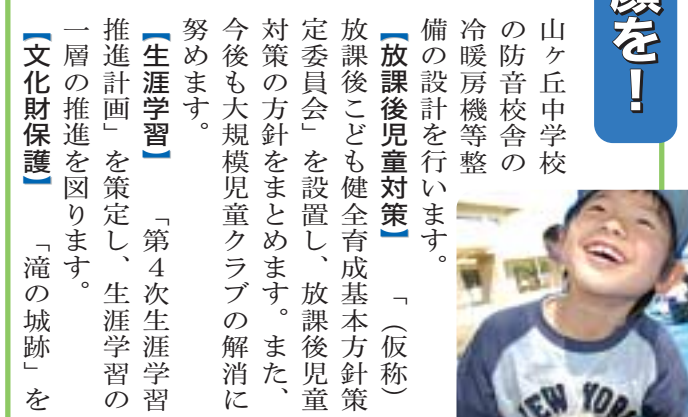 顔を！
山ヶ丘中学校
の防音校舎の
冷暖房機等整
備の設計を行います。
【放課後児童対策】　「（仮称）
放課後こども健全育成基本方針策
定委員会」を設置し、放課後児童
対策の方針をまとめます。また、
今後も大規模児童クラブの解消に
努めます。
【生涯学習】　「第４次生涯学習
推進計画」を策定し、生涯学習の
一層の推進を図ります。
【文化財保護】　「滝の城跡」を
NEW YORK